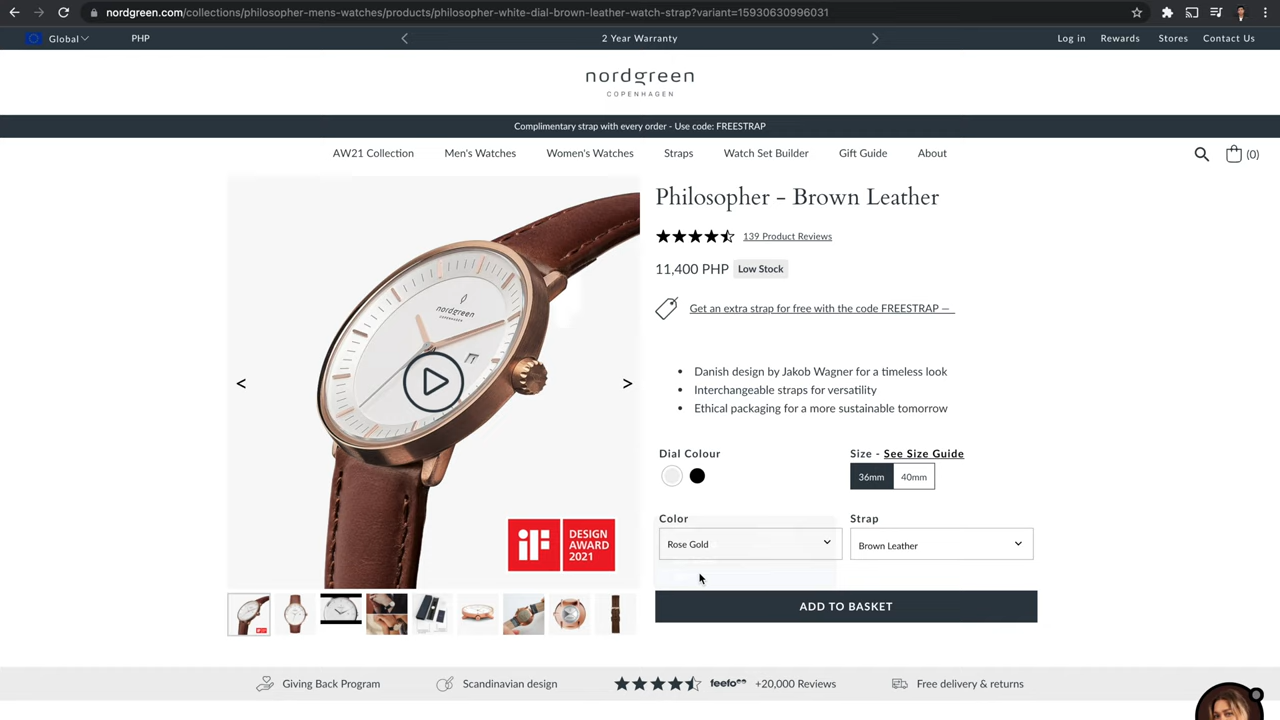 nordgreen.com/collections/philosopher-mens-watches/products/philosopher-white-dial-brown-leather-watch-strap?variant=15930630996031
Global PHP 2 Year Warranty Log in Rewards Stores Contact Us
nordgreen
COPENHAGEN
Complimentary strap with every order - Use code: FREESTRAP
AW21 Collection Men's Watches Women's Watches Straps Watch Set Builder Gift Guide About (0)
Philosopher - Brown Leather
139 Product Reviews
11,400 PHP Low Stock
Get an extra strap for free with the code FREESTRAP —
nordgreen
COPENHAGEN
< >
• Danish design by Jakob Wagner for a timeless look
• Interchangeable straps for versatility
• Ethical packaging for a more sustainable tomorrow
Dial Colour Size - See Size Guide
36mm 40mm
Color Strap
Rose Gold Brown Leather
iF DESIGN AWARD 2021
ADD TO BASKET
Giving Back Program Scandinavian design feefo +20,000 Reviews Free delivery & returns